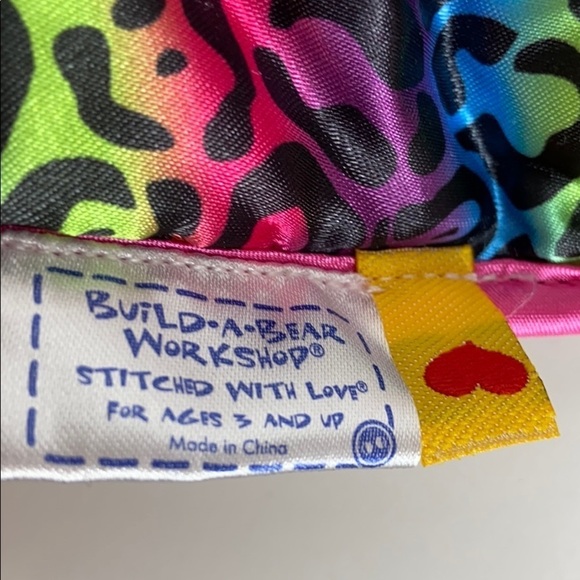 BUILD-A-BEAR
WORKSHOP®
STITCHED WITH LOVE®
FOR AGES 3 AND UP
Made in China